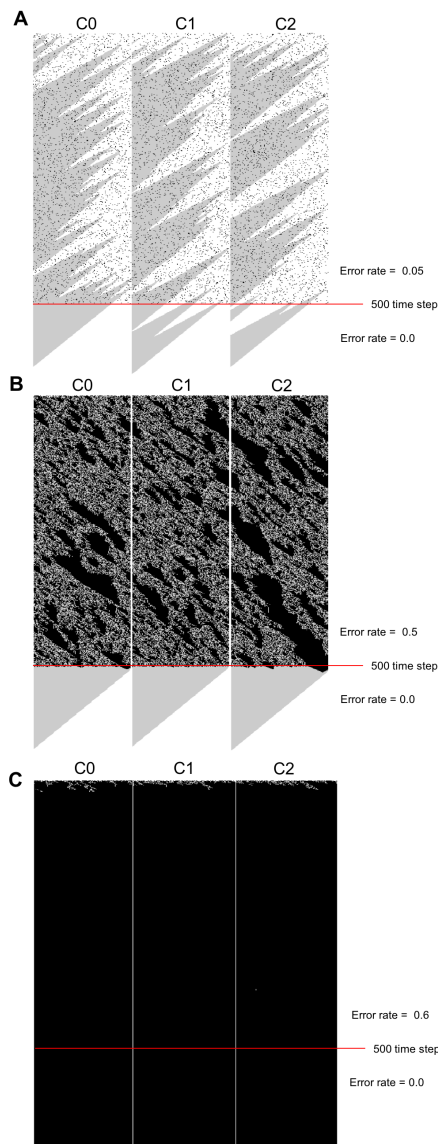 A
C0 C1 C2
Error rate = 0.05
500 time step
Error rate = 0.0
B
C0 C1 C2
Error rate = 0.5
500 time step
Error rate = 0.0
C
C0 C1 C2
Error rate = 0.6
500 time step
Error rate = 0.0